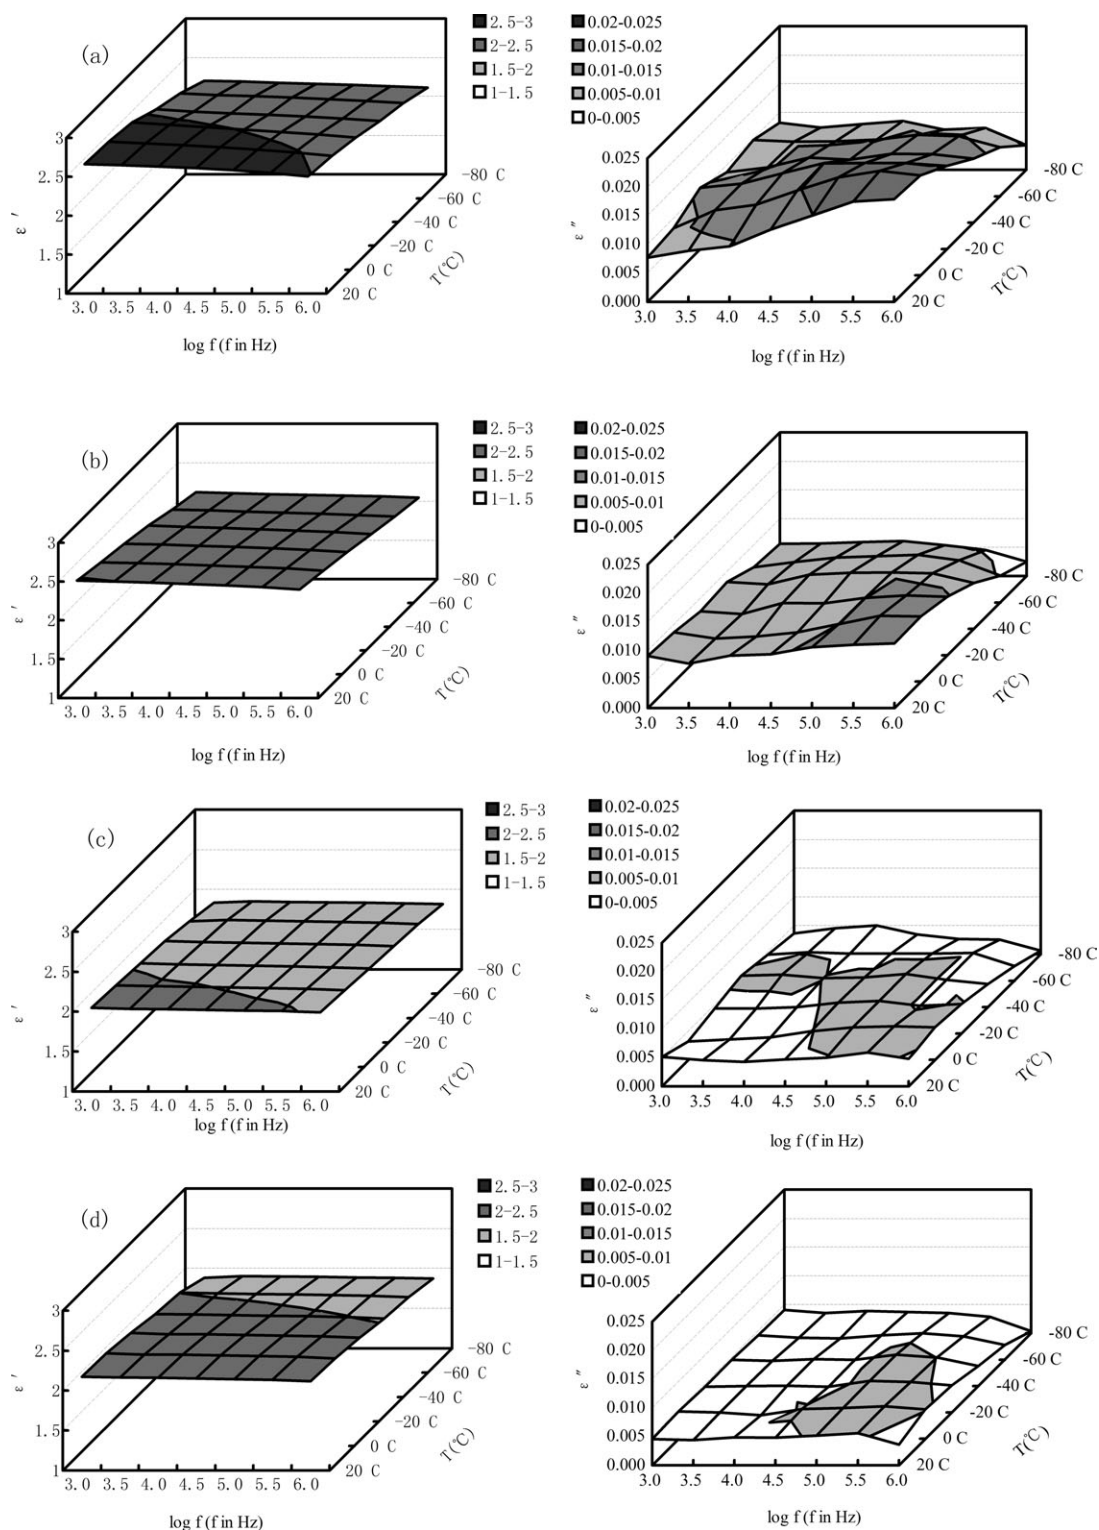 (a)
2.5-3
2-2.5
1.5-2
1-1.5
3
2.5
2
1.5
1
ε′
3.0 3.5 4.0 4.5 5.0 5.5 6.0
log f (f in Hz)
-80 C
-60 C
-40 C
-20 C
0 C
20 C
T(℃)
0.02-0.025
0.015-0.02
0.01-0.015
0.005-0.01
0-0.005
0.025
0.020
0.015
0.010
0.005
0.000
ε″
3.0 3.5 4.0 4.5 5.0 5.5 6.0
log f (f in Hz)
-80 C
-60 C
-40 C
-20 C
0 C
20 C
T(℃)
(b)
2.5-3
2-2.5
1.5-2
1-1.5
3
2.5
2
1.5
1
ε′
3.0 3.5 4.0 4.5 5.0 5.5 6.0
log f (f in Hz)
-80 C
-60 C
-40 C
-20 C
0 C
20 C
T(℃)
0.02-0.025
0.015-0.02
0.01-0.015
0.005-0.01
0-0.005
0.025
0.020
0.015
0.010
0.005
0.000
ε″
3.0 3.5 4.0 4.5 5.0 5.5 6.0
log f (f in Hz)
-80 C
-60 C
-40 C
-20 C
0 C
20 C
T(℃)
(c)
2.5-3
2-2.5
1.5-2
1-1.5
3
2.5
2
1.5
1
ε′
3.0 3.5 4.0 4.5 5.0 5.5 6.0
log f (f in Hz)
-80 C
-60 C
-40 C
-20 C
0 C
20 C
T(℃)
0.02-0.025
0.015-0.02
0.01-0.015
0.005-0.01
0-0.005
0.025
0.020
0.015
0.010
0.005
0.000
ε″
3.0 3.5 4.0 4.5 5.0 5.5 6.0
log f (f in Hz)
-80 C
-60 C
-40 C
-20 C
0 C
20 C
T(℃)
(d)
2.5-3
2-2.5
1.5-2
1-1.5
3
2.5
2
1.5
1
ε′
3.0 3.5 4.0 4.5 5.0 5.5 6.0
log f (f in Hz)
-80 C
-60 C
-40 C
-20 C
0 C
20 C
T(℃)
0.02-0.025
0.015-0.02
0.01-0.015
0.005-0.01
0-0.005
0.025
0.020
0.015
0.010
0.005
0.000
ε″
3.0 3.5 4.0 4.5 5.0 5.5 6.0
log f (f in Hz)
-80 C
-60 C
-40 C
-20 C
0 C
20 C
T(℃)